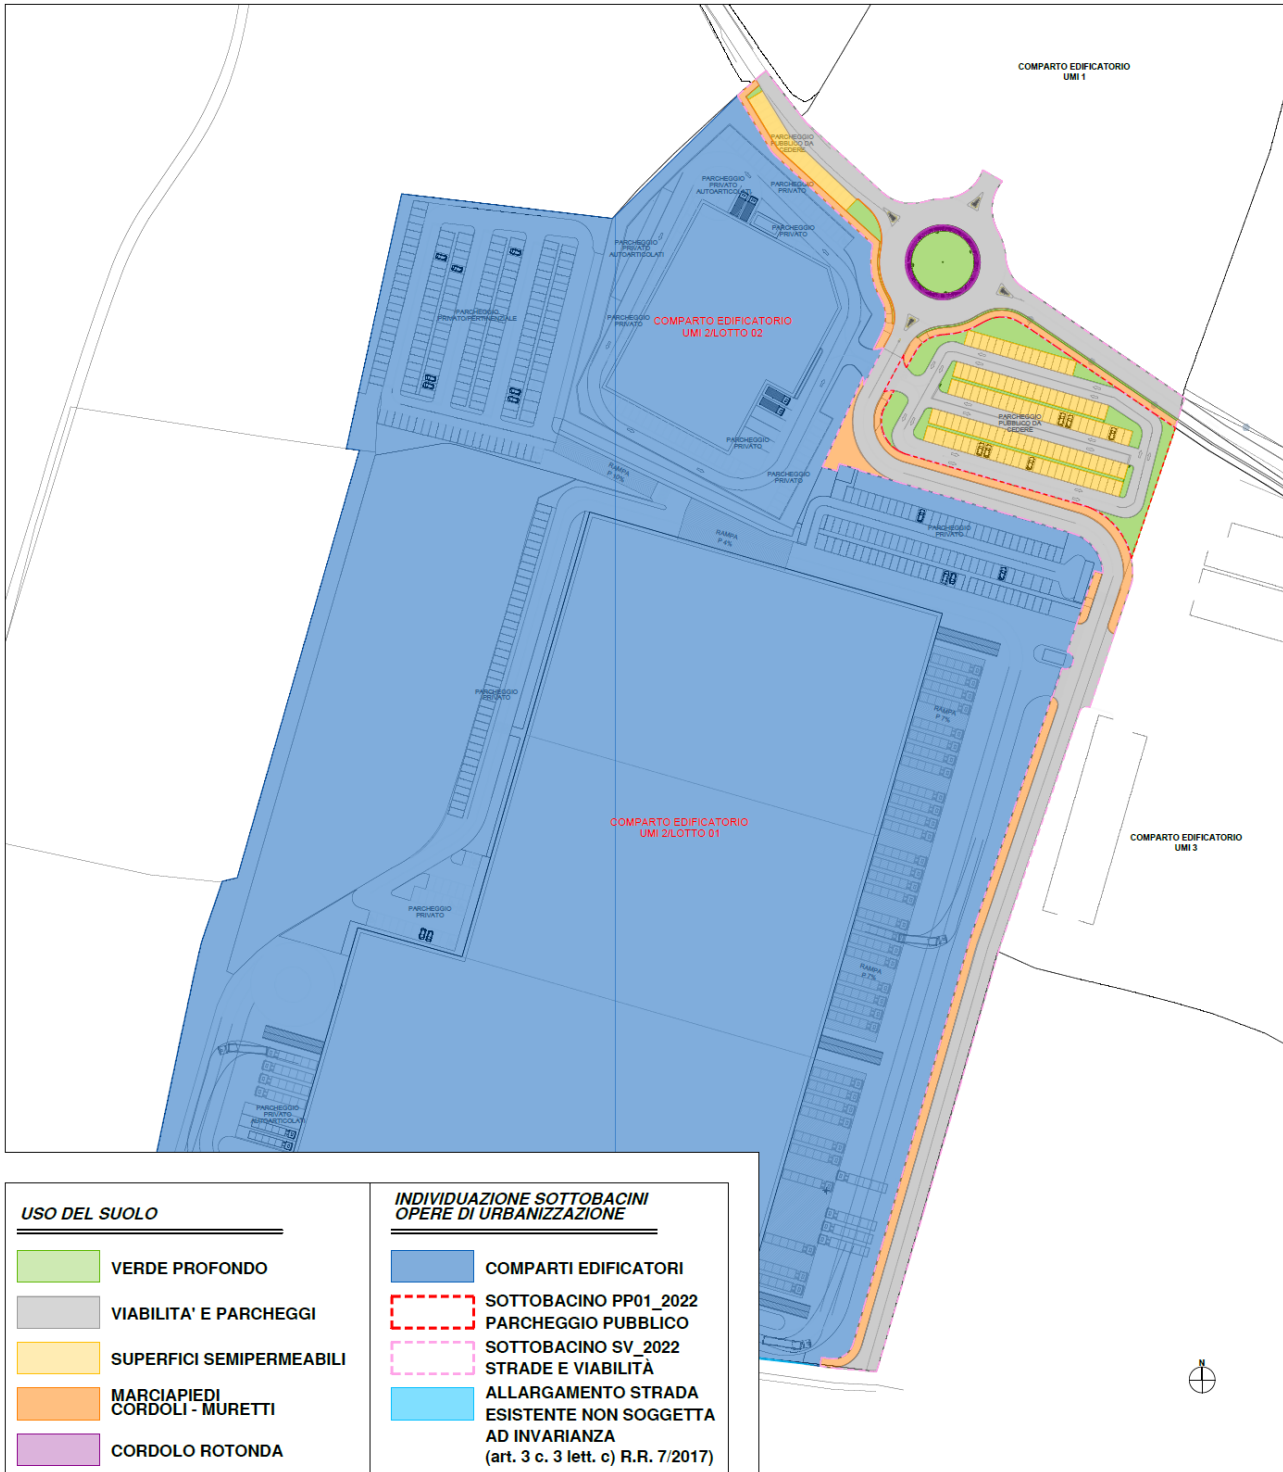 COMPARTO EDIFICATORIO
UMI 1
PARCHEGGIO
PUBBLICO DA
CEDERE
PARCHEGGIO
PRIVATO
AUTOARTICOLATI
PARCHEGGIO
PRIVATO
PARCHEGGIO
PRIVATO
PARCHEGGIO
PRIVATO
AUTOARTICOLATI
PARCHEGGIO
PRIVATO/PERTINENZIALE
PARCHEGGIO
PRIVATO
COMPARTO EDIFICATORIO
UMI 2/LOTTO 02
PARCHEGGIO
PUBBLICO DA
CEDERE
PARCHEGGIO
PRIVATO
PARCHEGGIO
PRIVATO
RAMPA
P 10%
RAMPA
P 4%
PARCHEGGIO
PRIVATO
PARCHEGGIO
PRIVATO
RAMPA
P 7%
COMPARTO EDIFICATORIO
UMI 2/LOTTO 01
COMPARTO EDIFICATORIO
UMI 3
PARCHEGGIO
PRIVATO
RAMPA
P 7%
PARCHEGGIO
PRIVATO
AUTOARTICOLATI
USO DEL SUOLO
VERDE PROFONDO
VIABILITA' E PARCHEGGI
SUPERFICI SEMIPERMEABILI
MARCIAPIEDI
CORDOLI - MURETTI
CORDOLO ROTONDA
INDIVIDUAZIONE SOTTOBACINI
OPERE DI URBANIZZAZIONE
COMPARTI EDIFICATORI
SOTTOBACINO PP01_2022
PARCHEGGIO PUBBLICO
SOTTOBACINO SV_2022
STRADE E VIABILITÀ
ALLARGAMENTO STRADA
ESISTENTE NON SOGGETTA
AD INVARIANZA
(art. 3 c. 3 lett. c) R.R. 7/2017)
N